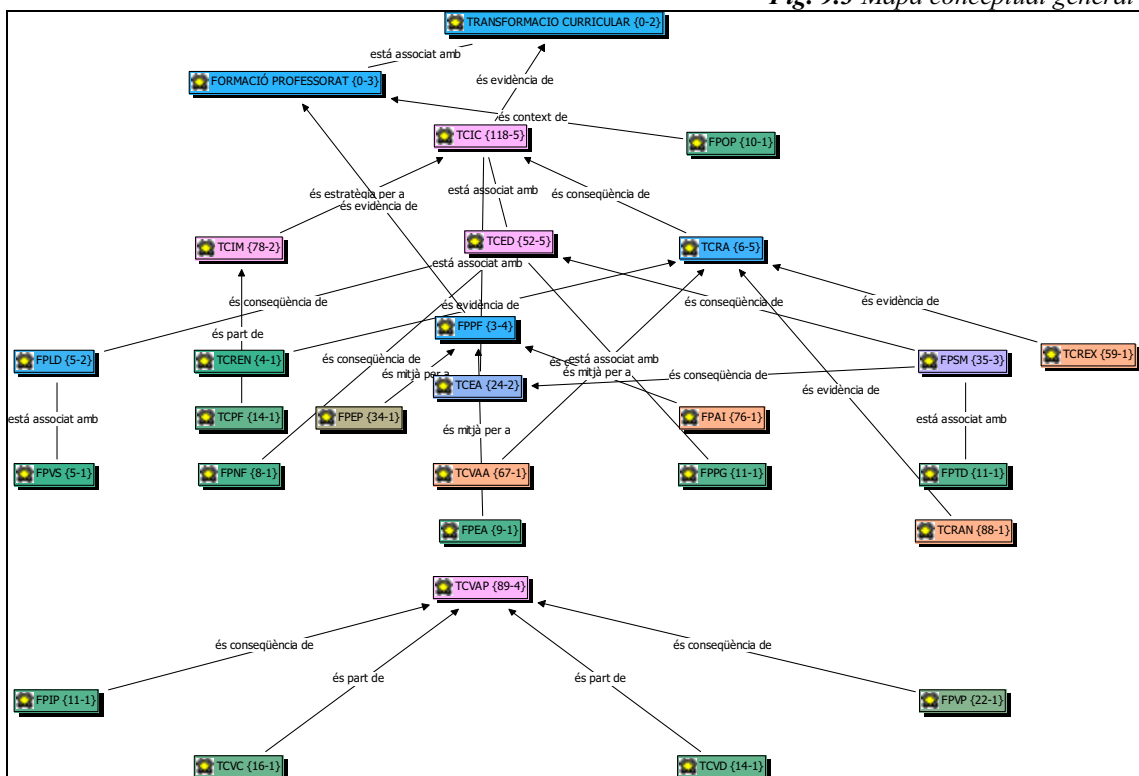 Fig. 9.3 Mapa conceptual general
TRANSFORMACIO CURRICULAR {0-2}
está associat amb
FORMACIÓ PROFESSORAT {0-3}
és evidència de
és context de
TCIC {118-5}
FPOP {10-1}
és estratègia per a
està associat amb
és conseqüència de
és evidència de
TCIM {78-2}
TCED {52-5}
TCRA {6-5}
està associat amb
és conseqüència de
és evidència de
és conseqüència de
és evidència de
FPPF {3-4}
és part de
FPLD {5-2}
TCREN {4-1}
és conseqüència de
està associat amb
FPSM {35-3}
TCREX {59-1}
és mitjà per a
és mitjà per a
TCEA {24-2}
és conseqüència de
és evidència de
està associat amb
TCPF {14-1}
FPEP {34-1}
FPAI {76-1}
està associat amb
és mitjà per a
FPVS {5-1}
FPNF {8-1}
TCVAA {67-1}
FPPG {11-1}
FPTD {11-1}
FPEA {9-1}
TCRAN {88-1}
TCVAP {89-4}
és conseqüència de
és conseqüència de
és part de
és part de
FPIP {11-1}
FPVP {22-1}
TCVC {16-1}
TCVD {14-1}